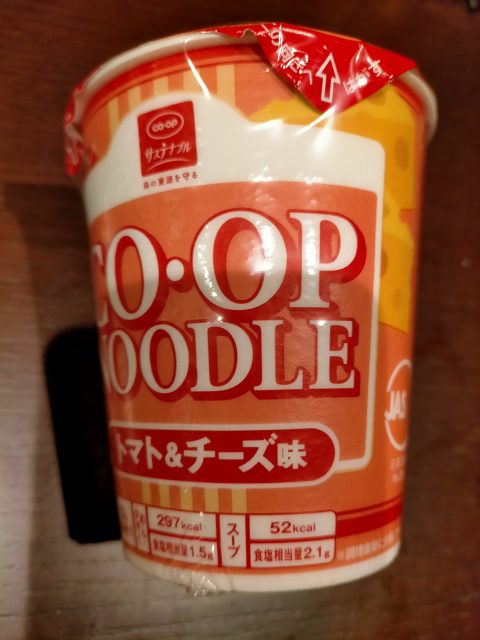 co·op
サステナブル
森の資源を守る
CO・OP
NOODLE
トマト&チーズ味
297kcal
食塩相当量1.5g
スープ
52kcal
食塩相当量2.1g
JAS